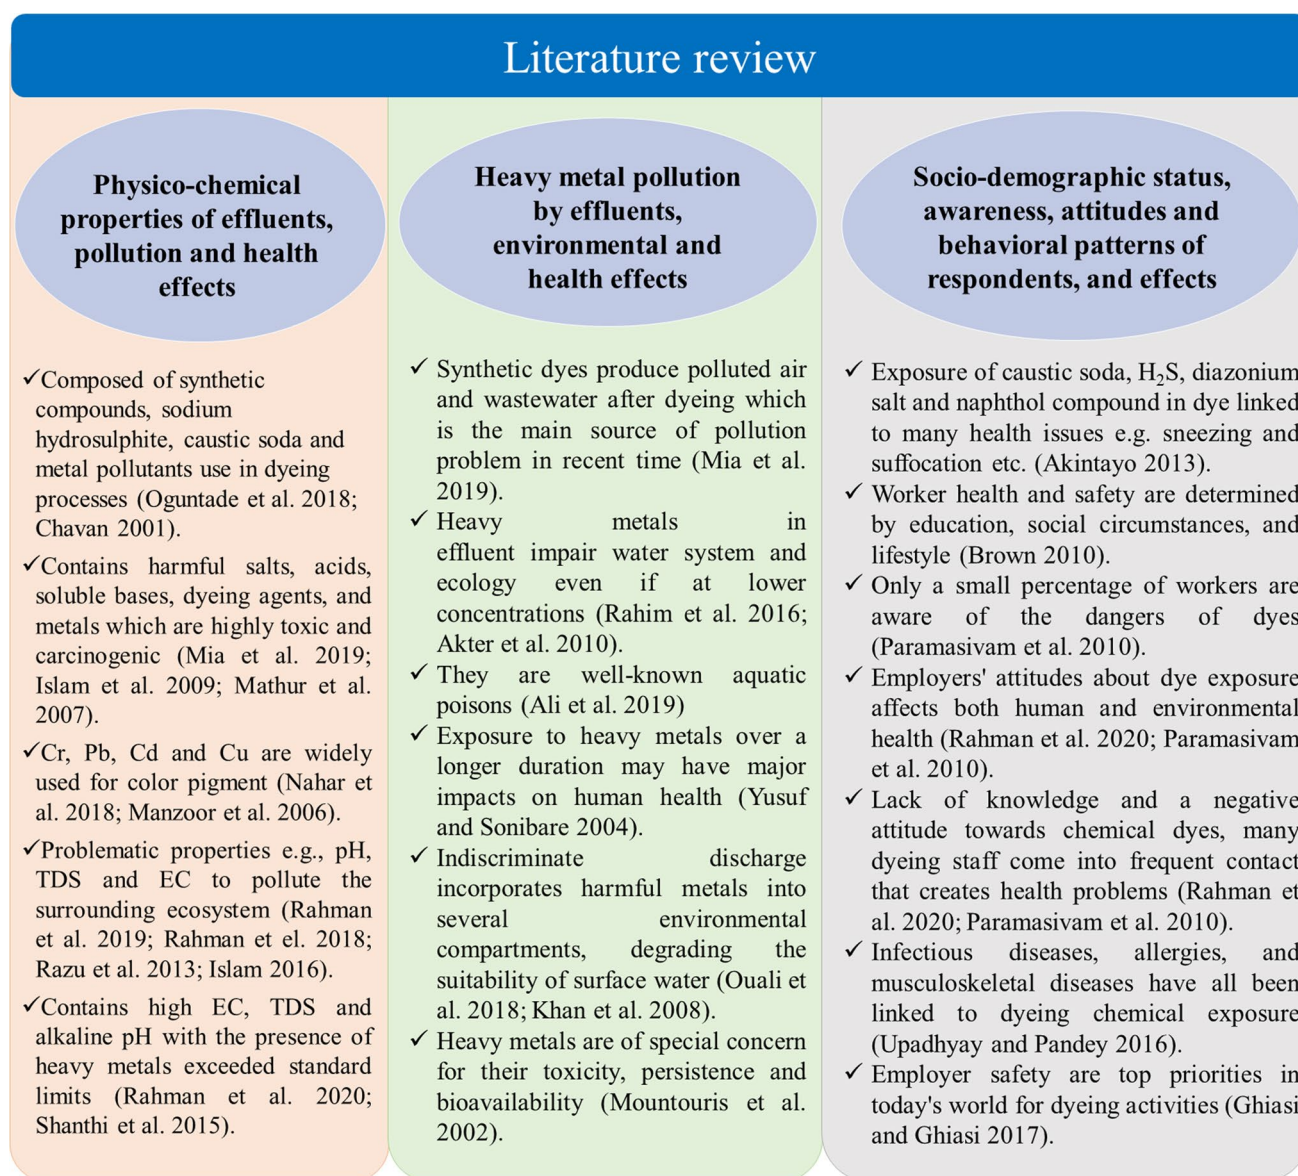 Literature review
Physico-chemical
properties of effluents,
pollution and health
effects
✓Composed of synthetic
compounds, sodium
hydrosulphite, caustic soda and
metal pollutants use in dyeing
processes (Oguntade et al. 2018;
Chavan 2001).
✓Contains harmful salts, acids,
soluble bases, dyeing agents, and
metals which are highly toxic and
carcinogenic (Mia et al. 2019;
Islam et al. 2009; Mathur et al.
2007).
✓Cr, Pb, Cd and Cu are widely
used for color pigment (Nahar et
al. 2018; Manzoor et al. 2006).
✓Problematic properties e.g., pH,
TDS and EC to pollute the
surrounding ecosystem (Rahman
et al. 2019; Rahman et el. 2018;
Razu et al. 2013; Islam 2016).
✓Contains high EC, TDS and
alkaline pH with the presence of
heavy metals exceeded standard
limits (Rahman et al. 2020;
Shanthi et al. 2015).
Heavy metal pollution
by effluents,
environmental and
health effects
✓ Synthetic dyes produce polluted air
and wastewater after dyeing which
is the main source of pollution
problem in recent time (Mia et al.
2019).
✓ Heavy metals in
effluent impair water system and
ecology even if at lower
concentrations (Rahim et al. 2016;
Akter et al. 2010).
✓ They are well-known aquatic
poisons (Ali et al. 2019)
✓ Exposure to heavy metals over a
longer duration may have major
impacts on human health (Yusuf
and Sonibare 2004).
✓ Indiscriminate discharge
incorporates harmful metals into
several environmental
compartments, degrading the
suitability of surface water (Ouali et
al. 2018; Khan et al. 2008).
✓ Heavy metals are of special concern
for their toxicity, persistence and
bioavailability (Mountouris et al.
2002).
Socio-demographic status,
awareness, attitudes and
behavioral patterns of
respondents, and effects
✓ Exposure of caustic soda, H₂S, diazonium
salt and naphthol compound in dye linked
to many health issues e.g. sneezing and
suffocation etc. (Akintayo 2013).
✓ Worker health and safety are determined
by education, social circumstances, and
lifestyle (Brown 2010).
✓ Only a small percentage of workers are
aware of the dangers of dyes
(Paramasivam et al. 2010).
✓ Employers' attitudes about dye exposure
affects both human and environmental
health (Rahman et al. 2020; Paramasivam
et al. 2010).
✓ Lack of knowledge and a negative
attitude towards chemical dyes, many
dyeing staff come into frequent contact
that creates health problems (Rahman et
al. 2020; Paramasivam et al. 2010).
✓ Infectious diseases, allergies, and
musculoskeletal diseases have all been
linked to dyeing chemical exposure
(Upadhyay and Pandey 2016).
✓ Employer safety are top priorities in
today's world for dyeing activities (Ghiasi
and Ghiasi 2017).